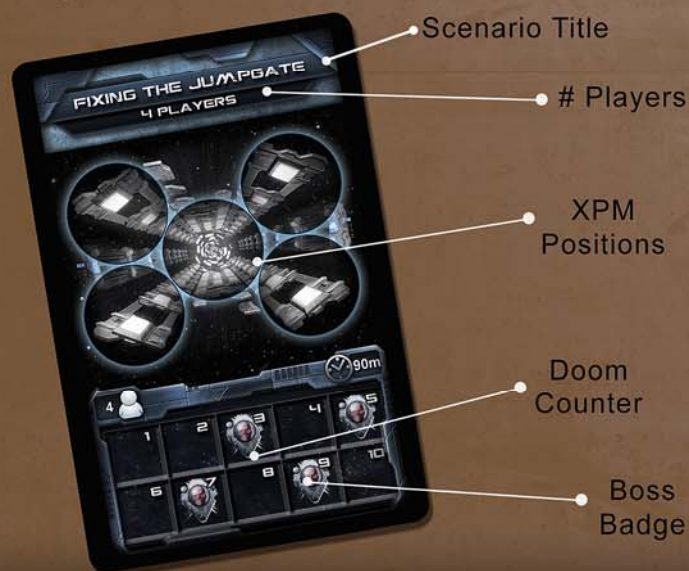 Scenario Title
FIXING THE JUMPGATE
4 PLAYERS
# Players
XPM
Positions
90m
4
Doom
Counter
1 2 3 4 5
6 7 8 9 10
Boss
Badge